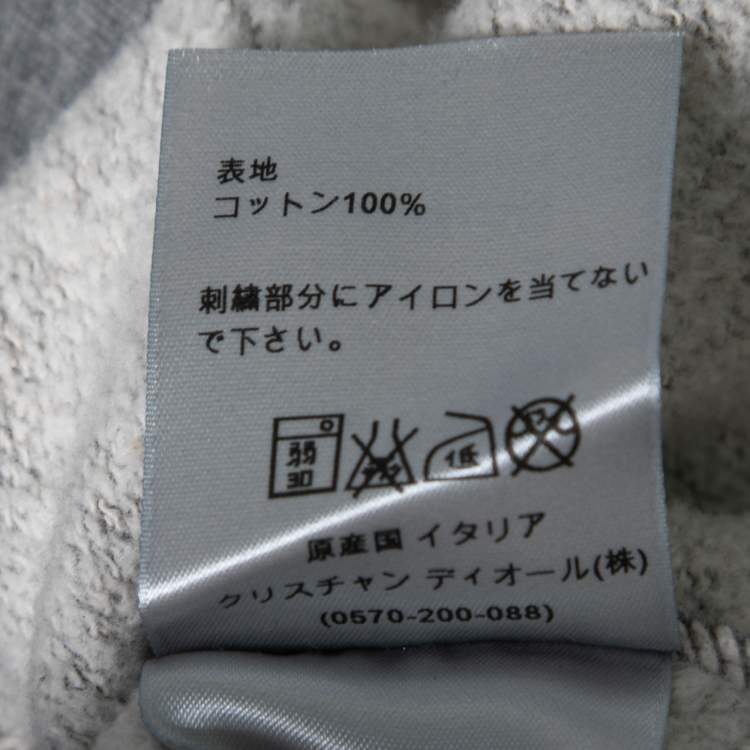 表地
コットン100%
刺繍部分にアイロンを当てない
で下さい。
弱
30
低
原産国 イタリア
クリスチャン ディオール(株)
(0570-200-088)